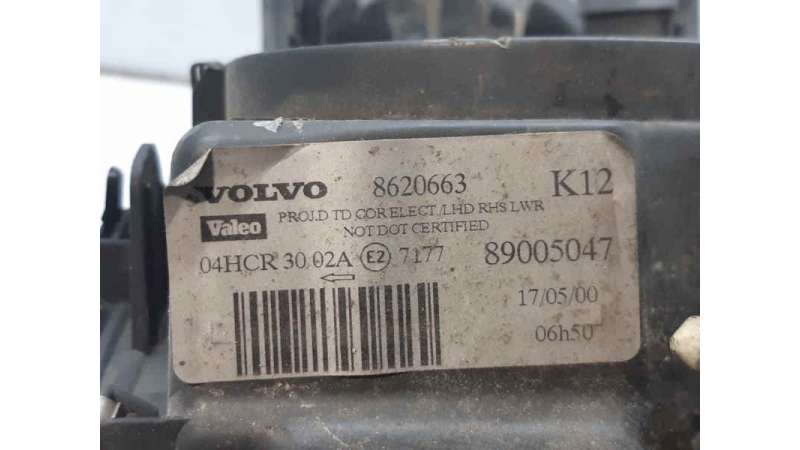 VOLVO 8620663 K12
Valeo PROJ.D TD COR ELECT./LHD RHS LWR
NOT DOT CERTIFIED
04HCR 30 02A E2 7177 89005047
17/05/00
06h50